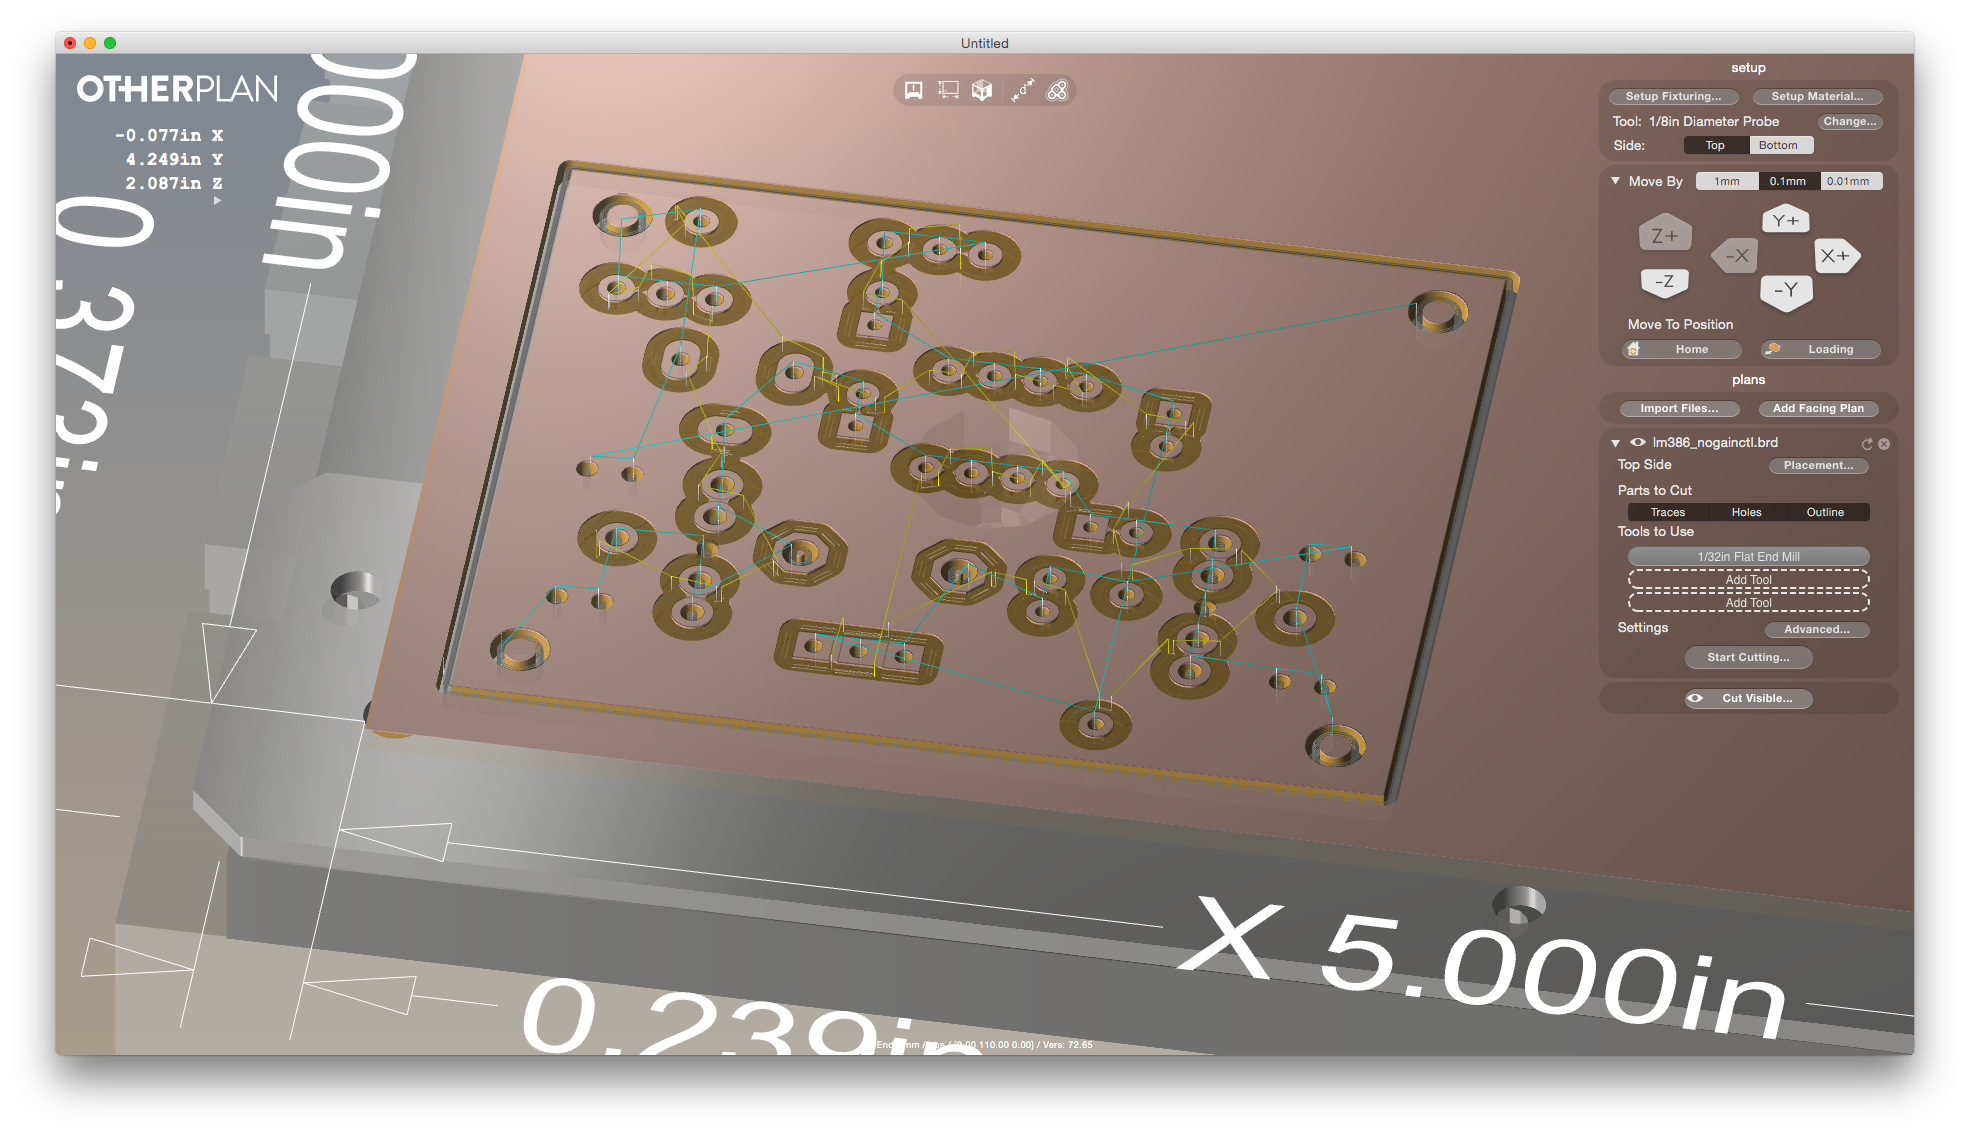 Untitled
OTHERPLAN
-0.077in X
4.249in Y
2.087in Z
000in
0.373in
X 5.000in
0.239in
setup
Setup Fixturing... Setup Material...
Tool: 1/8in Diameter Probe Change...
Side: Top Bottom
Move By 1mm 0.1mm 0.01mm
Y+
Z+ -X X+
-Z -Y
Move To Position
Home Loading
plans
Import Files... Add Facing Plan
lm386_nogainctl.brd
Top Side Placement...
Parts to Cut
Traces Holes Outline
Tools to Use
1/32in Flat End Mill
Add Tool
Add Tool
Settings Advanced...
Start Cutting...
Cut Visible...
110.00 0.00] / Vers: 72.65